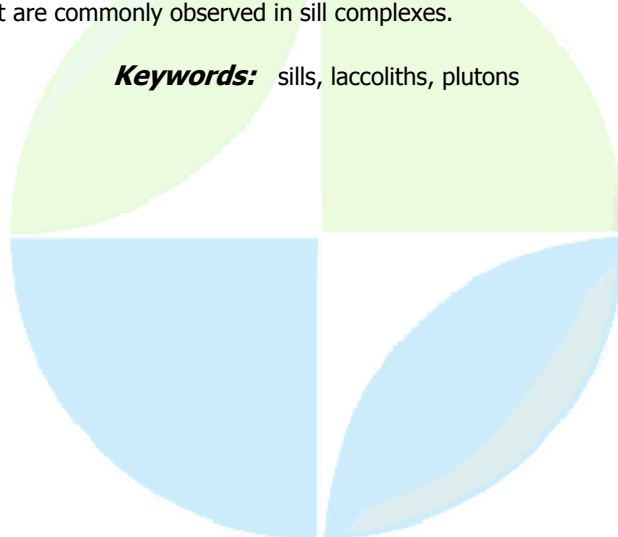 t are commonly observed in sill complexes.
Keywords: sills, laccoliths, plutons